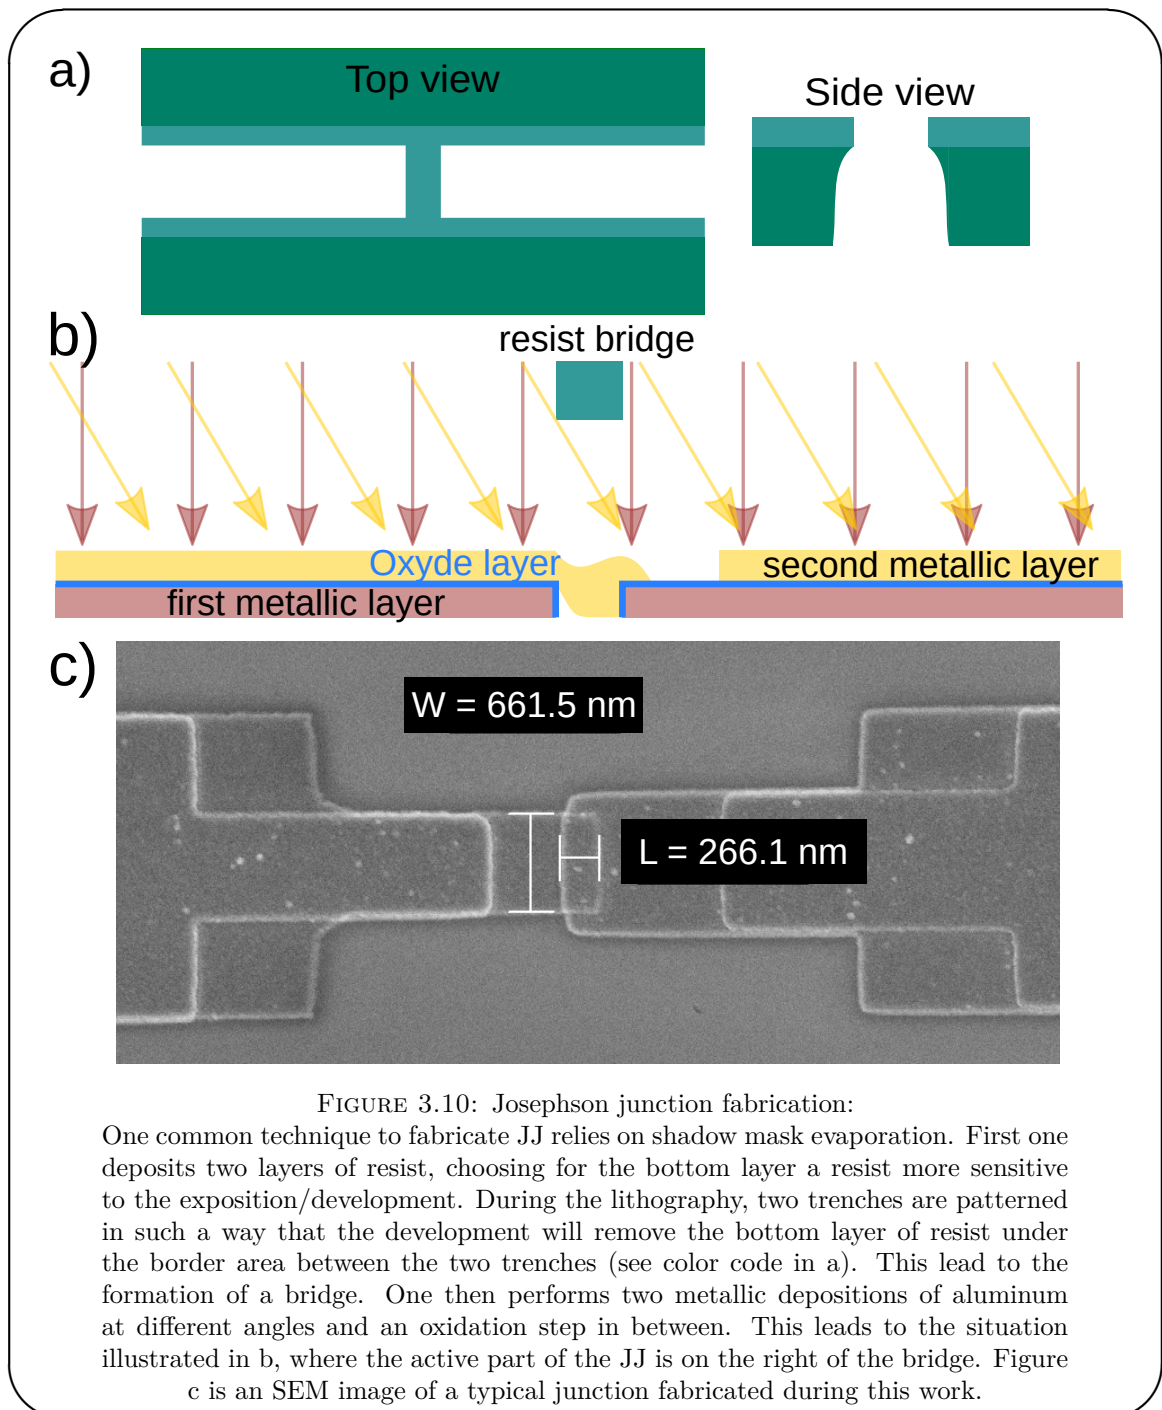 a)
Top view
Side view
b)
resist bridge
Oxyde layer
second metallic layer
first metallic layer
c)
W = 661.5 nm
L = 266.1 nm
FIGURE 3.10: Josephson junction fabrication:
One common technique to fabricate JJ relies on shadow mask evaporation. First one
deposits two layers of resist, choosing for the bottom layer a resist more sensitive
to the exposition/development. During the lithography, two trenches are patterned
in such a way that the development will remove the bottom layer of resist under
the border area between the two trenches (see color code in a). This lead to the
formation of a bridge. One then performs two metallic depositions of aluminum
at different angles and an oxidation step in between. This leads to the situation
illustrated in b, where the active part of the JJ is on the right of the bridge. Figure
c is an SEM image of a typical junction fabricated during this work.